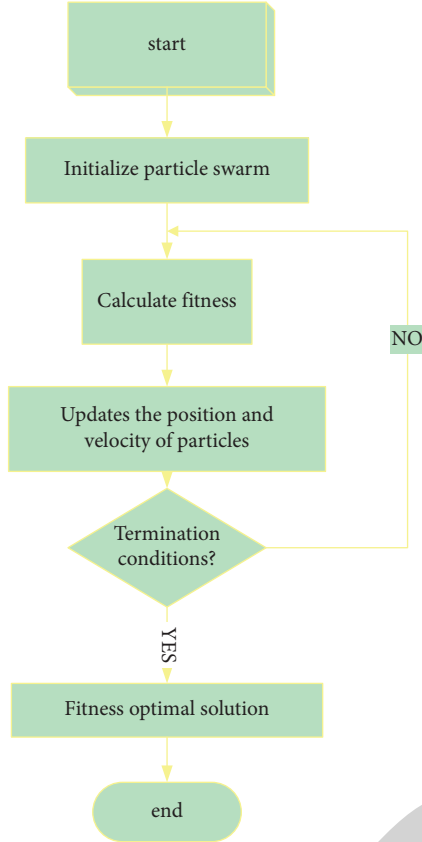 start
Initialize particle swarm
Calculate fitness
NO
Updates the position and
velocity of particles
Termination
conditions?
YES
Fitness optimal solution
end